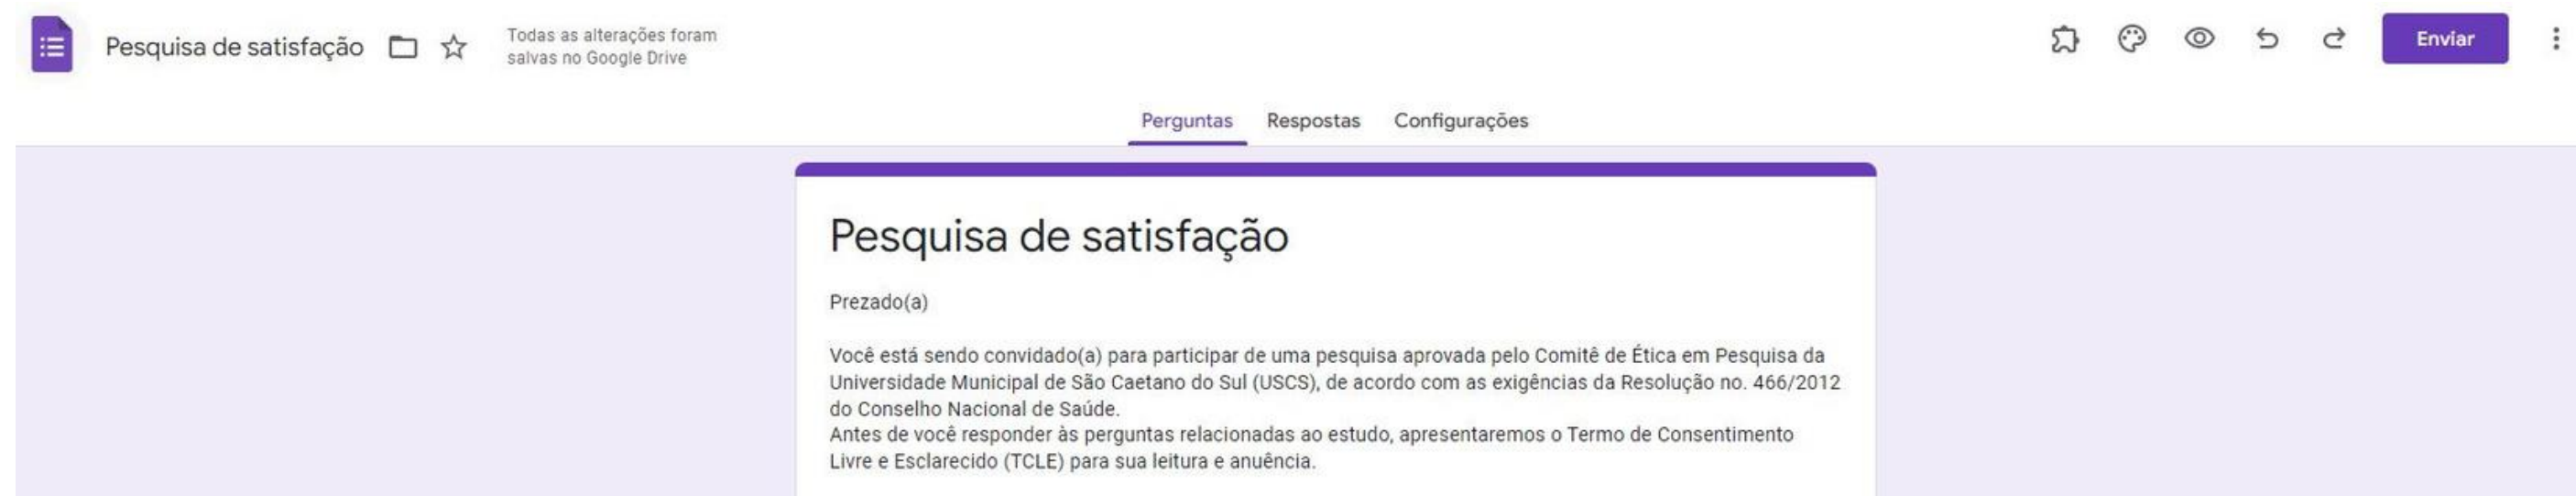 Pesquisa de satisfação
Todas as alterações foram
salvas no Google Drive
Enviar
Perguntas Respostas Configurações
Pesquisa de satisfação
Prezado(a)
Você está sendo convidado(a) para participar de uma pesquisa aprovada pelo Comitê de Ética em Pesquisa da
Universidade Municipal de São Caetano do Sul (USCS), de acordo com as exigências da Resolução no. 466/2012
do Conselho Nacional de Saúde.
Antes de você responder às perguntas relacionadas ao estudo, apresentaremos o Termo de Consentimento
Livre e Esclarecido (TCLE) para sua leitura e anuência.